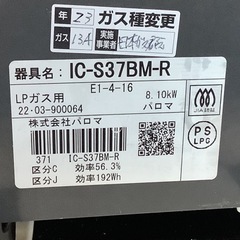 年 23 ガス種変更
ガス 13A 実施事業者
器具名: IC-S37BM-R
E1-4-16
LPガス用 8.10kW
22・03-900064 パロマ
株式会社パロマ
JIA
PS
LPG
371 IC-S37BM-R
区分C 効率56.3%
区分J 効率192Wh